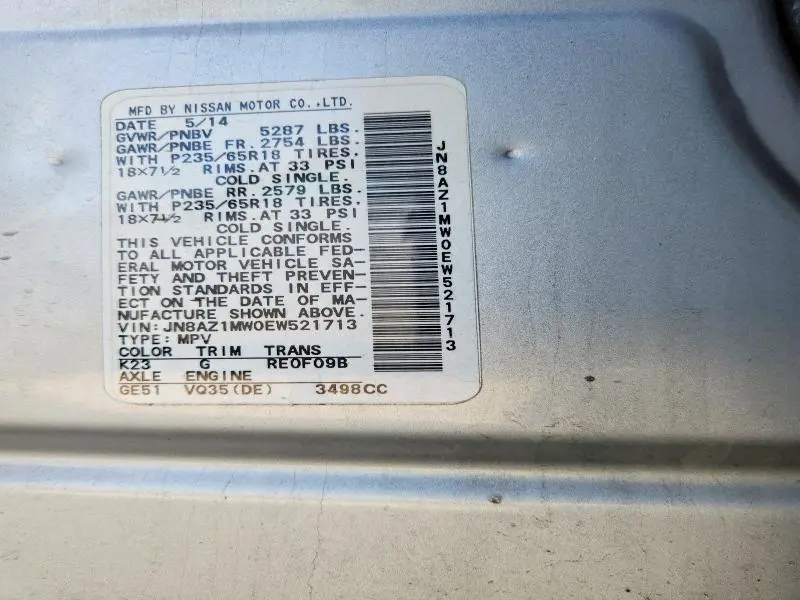 MFD BY NISSAN MOTOR CO.,LTD.
DATE 5/14
GVWR/PNBV 5287 LBS.
GAWR/PNBE FR. 2754 LBS.
WITH P235/65R18 TIRES.
18×7½ RIMS.AT 33 PSI
COLD SINGLE.
GAWR/PNBE RR. 2579 LBS.
WITH P235/65R18 TIRES.
18×7½ RIMS.AT 33 PSI
COLD SINGLE.
THIS VEHICLE CONFORMS
TO ALL APPLICABLE FED-
ERAL MOTOR VEHICLE SA-
FETY AND THEFT PREVEN-
TION STANDARDS IN EFF-
ECT ON THE DATE OF MA-
NUFACTURE SHOWN ABOVE.
VIN:JN8AZ1MW0EW521713
TYPE:MPV
COLOR TRIM TRANS
K23 G RE0F09B
AXLE ENGINE
GE51 VQ35(DE) 3498CC
JN8AZ1MW0EW521713